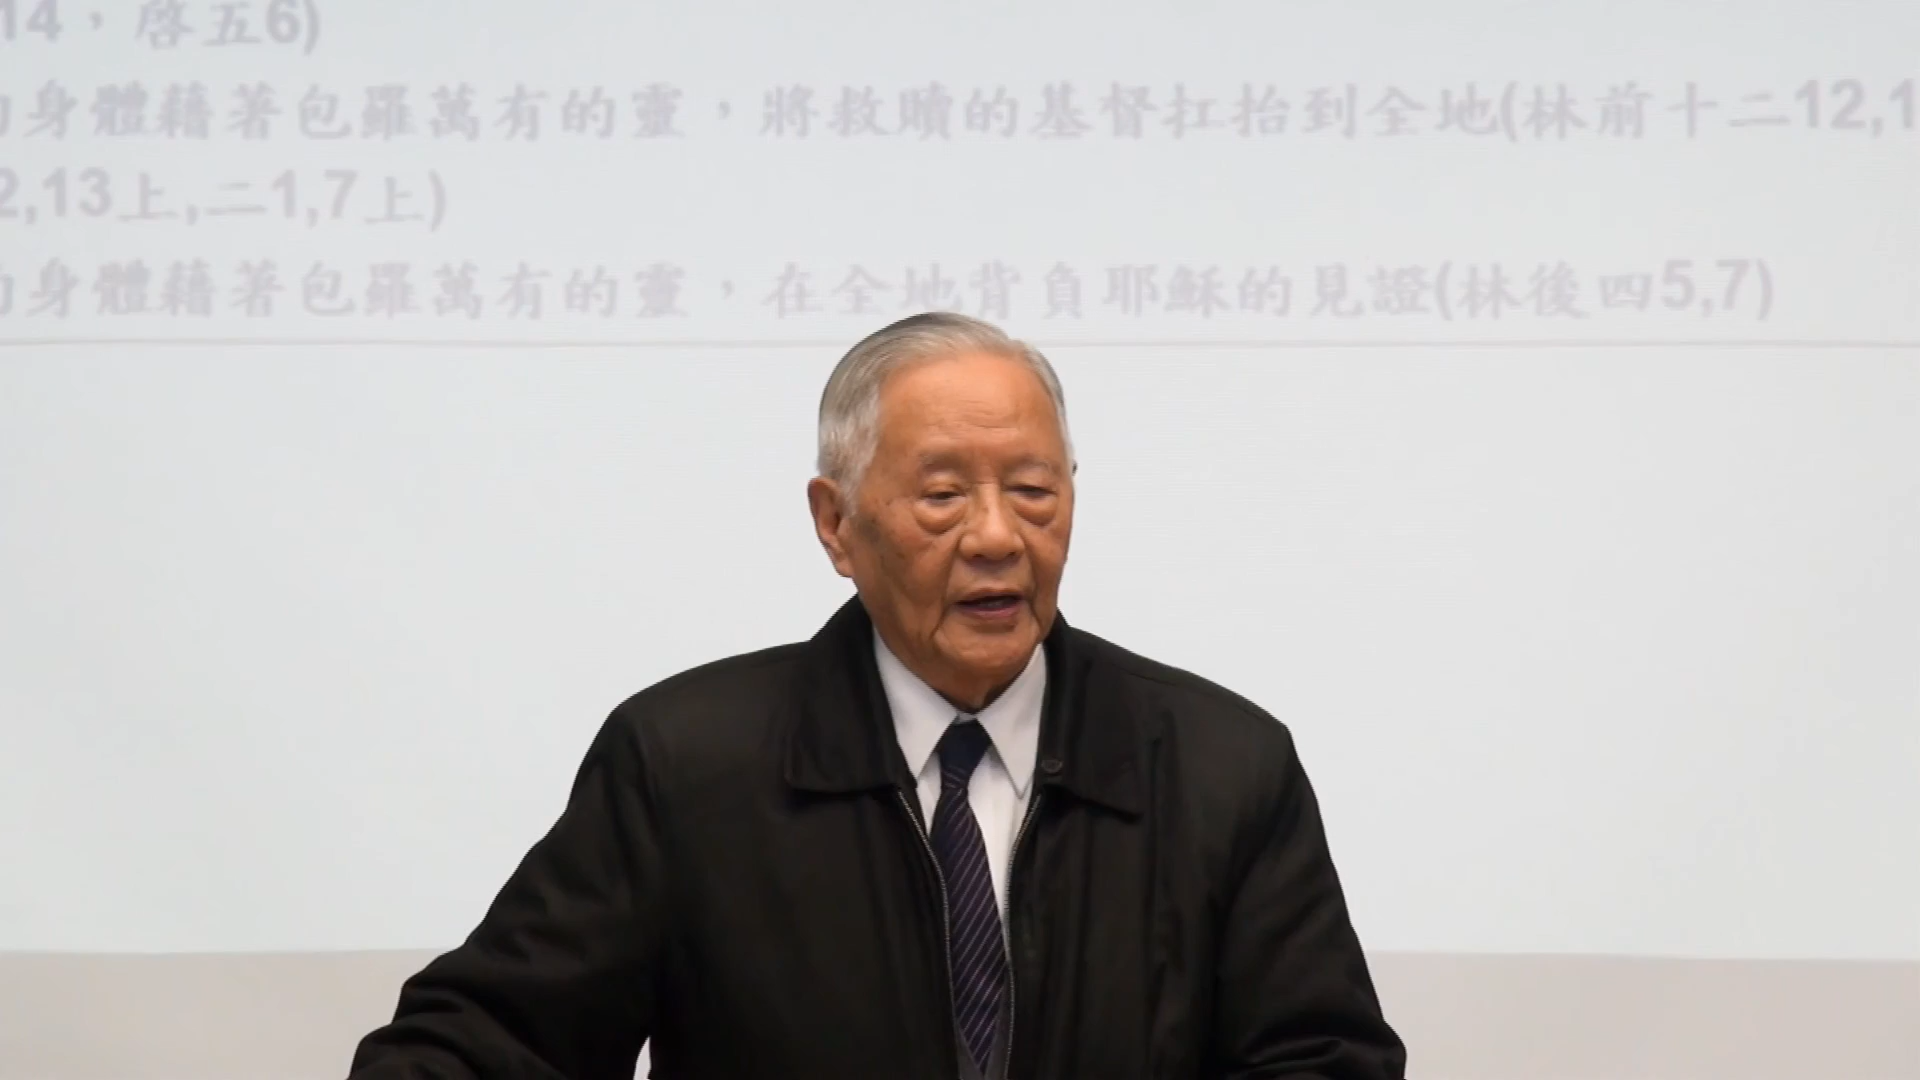 14，啓五6)
身體藉著包羅萬有的靈，將救贖的基督扛抬到全地(林前十二12,1
2,13上,二1,7上)
身體藉著包羅萬有的靈，在全地背負耶穌的見證(林後四5,7)